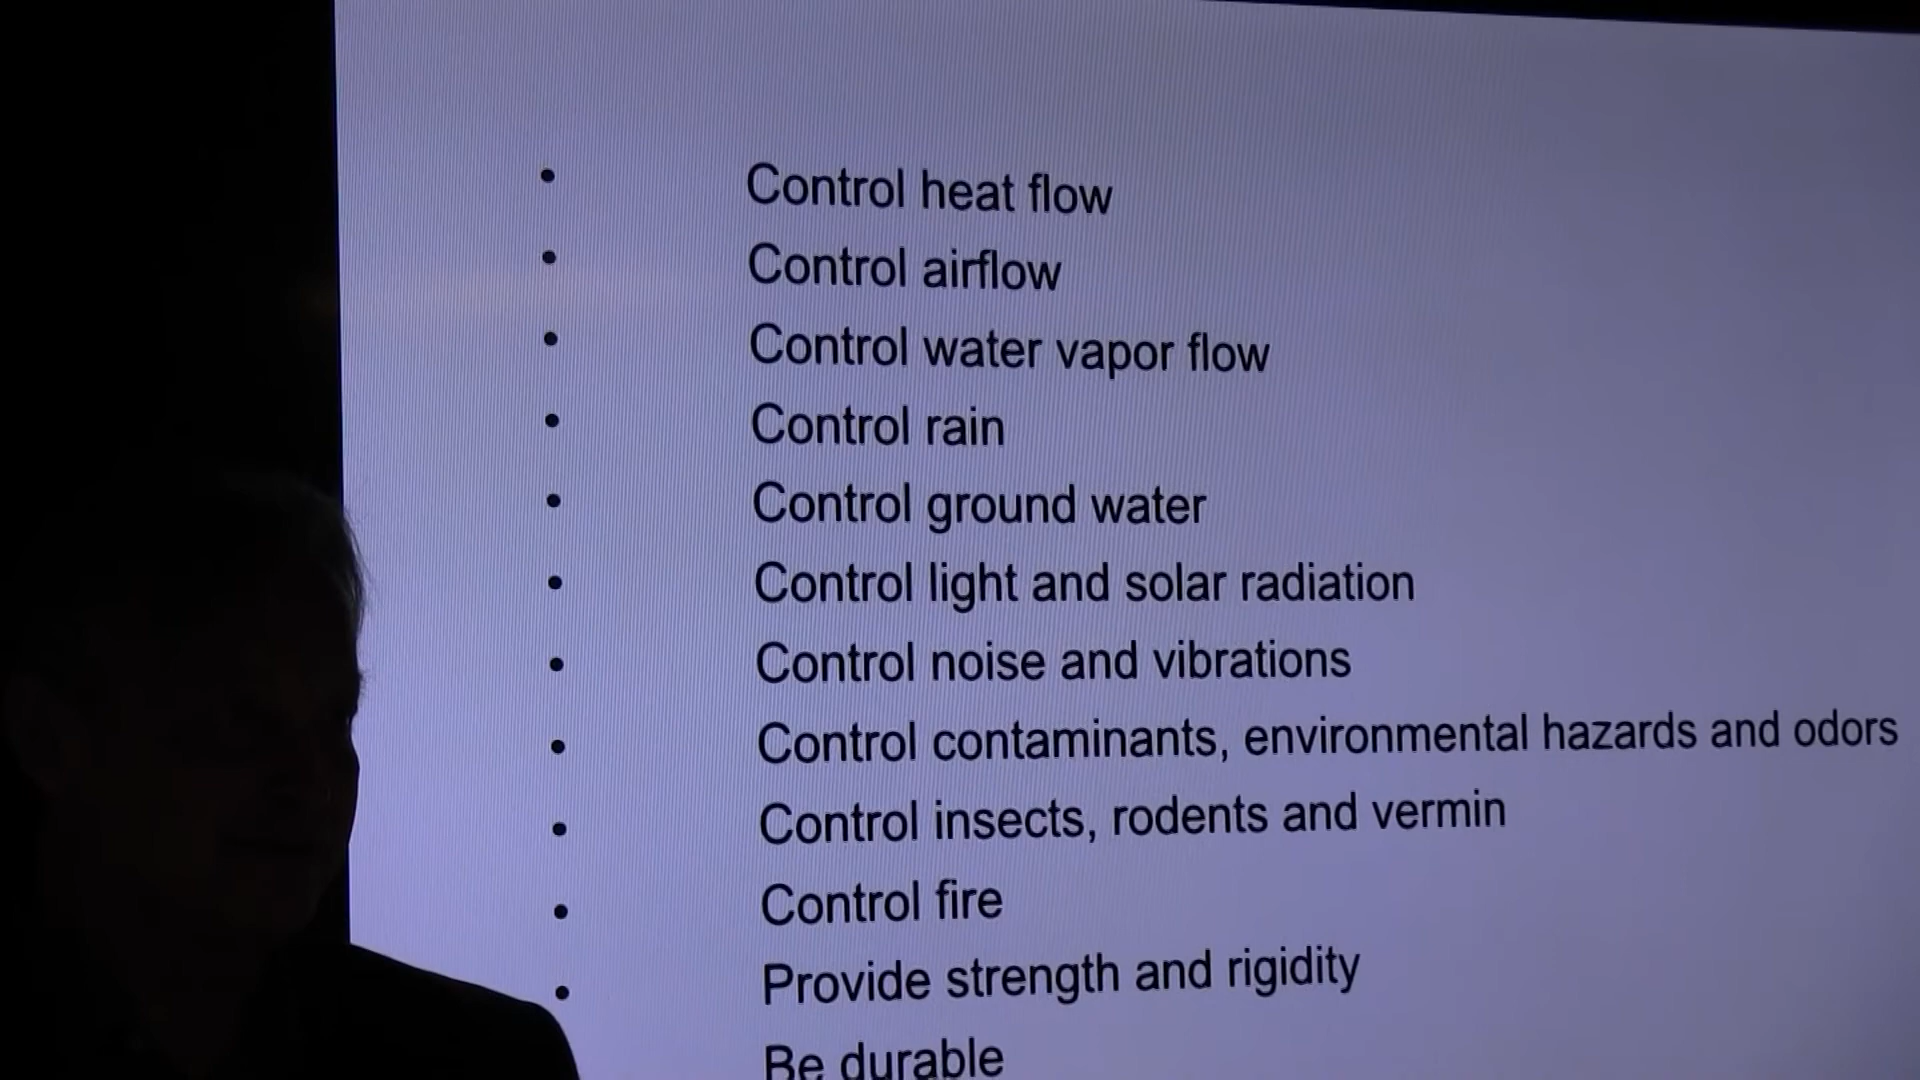 • Control heat flow
• Control airflow
• Control water vapor flow
• Control rain
• Control ground water
• Control light and solar radiation
• Control noise and vibrations
• Control contaminants, environmental hazards and odors
• Control insects, rodents and vermin
• Control fire
• Provide strength and rigidity
Be durable